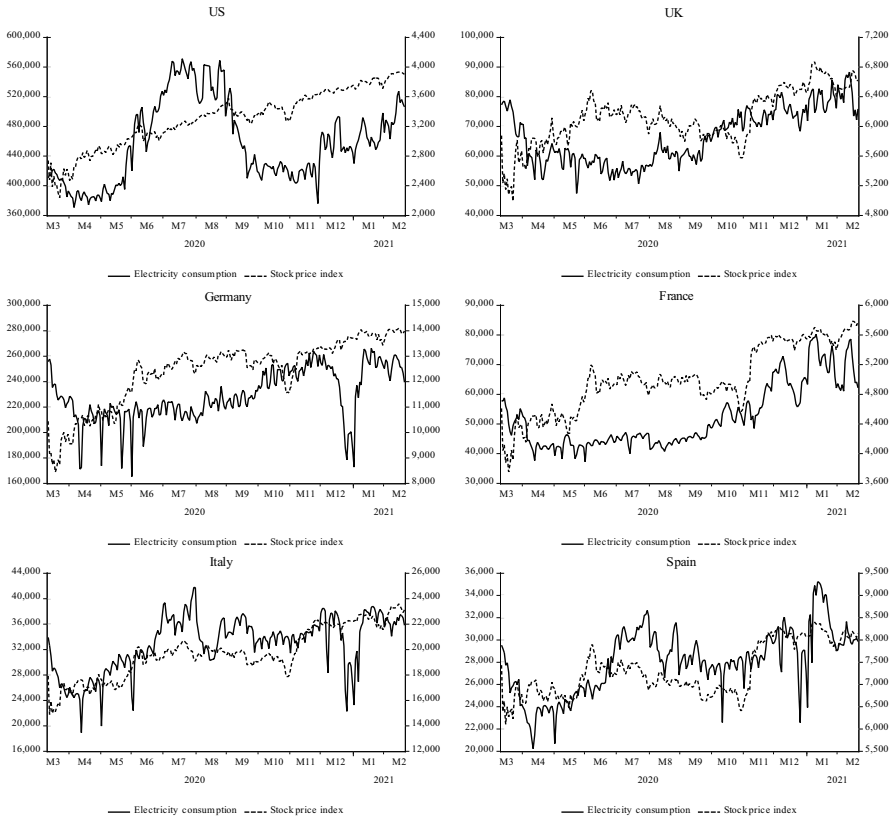 US
600,000 4,400
560,000 4,000
520,000 3,600
480,000 3,200
440,000 2,800
400,000 2,400
360,000 2,000
M3 M4 M5 M6 M7 M8 M9 M10 M11 M12 M1 M2
2020 2021
Electricity consumption Stock price index
UK
100,000 7,200
90,000 6,800
80,000 6,400
70,000 6,000
60,000 5,600
50,000 5,200
40,000 4,800
M3 M4 M5 M6 M7 M8 M9 M10 M11 M12 M1 M2
2020 2021
Electricity consumption Stock price index
Germany
300,000 15,000
280,000 14,000
260,000 13,000
240,000 12,000
220,000 11,000
200,000 10,000
180,000 9,000
160,000 8,000
M3 M4 M5 M6 M7 M8 M9 M10 M11 M12 M1 M2
2020 2021
Electricity consumption Stock price index
France
90,000 6,000
80,000 5,600
70,000 5,200
60,000 4,800
50,000 4,400
40,000 4,000
30,000 3,600
M3 M4 M5 M6 M7 M8 M9 M10 M11 M12 M1 M2
2020 2021
Electricity consumption Stock price index
Italy
44,000 26,000
40,000 24,000
36,000 22,000
32,000 20,000
28,000 18,000
24,000 16,000
20,000 14,000
16,000 12,000
M3 M4 M5 M6 M7 M8 M9 M10 M11 M12 M1 M2
2020 2021
Electricity consumption Stock price index
Spain
36,000 9,500
34,000 9,000
32,000 8,500
30,000 8,000
28,000 7,500
26,000 7,000
24,000 6,500
22,000 6,000
20,000 5,500
M3 M4 M5 M6 M7 M8 M9 M10 M11 M12 M1 M2
2020 2021
Electricity consumption Stock price index